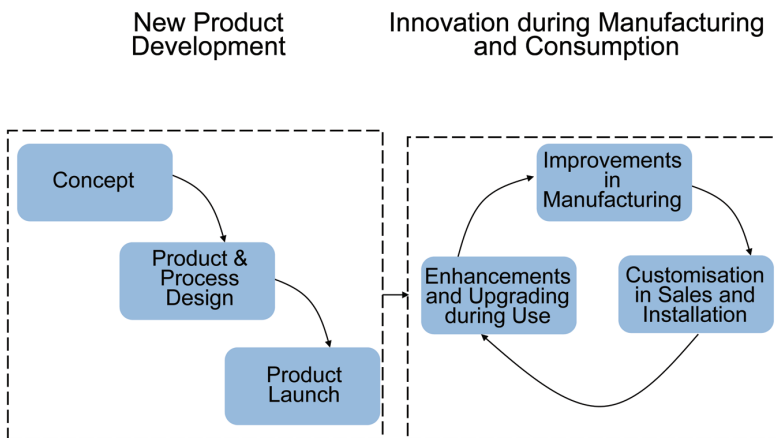 New Product
Development
Innovation during Manufacturing
and Consumption
Concept
Product &
Process
Design
Product
Launch
Improvements
in
Manufacturing
Enhancements
and Upgrading
during Use
Customisation
in Sales and
Installation